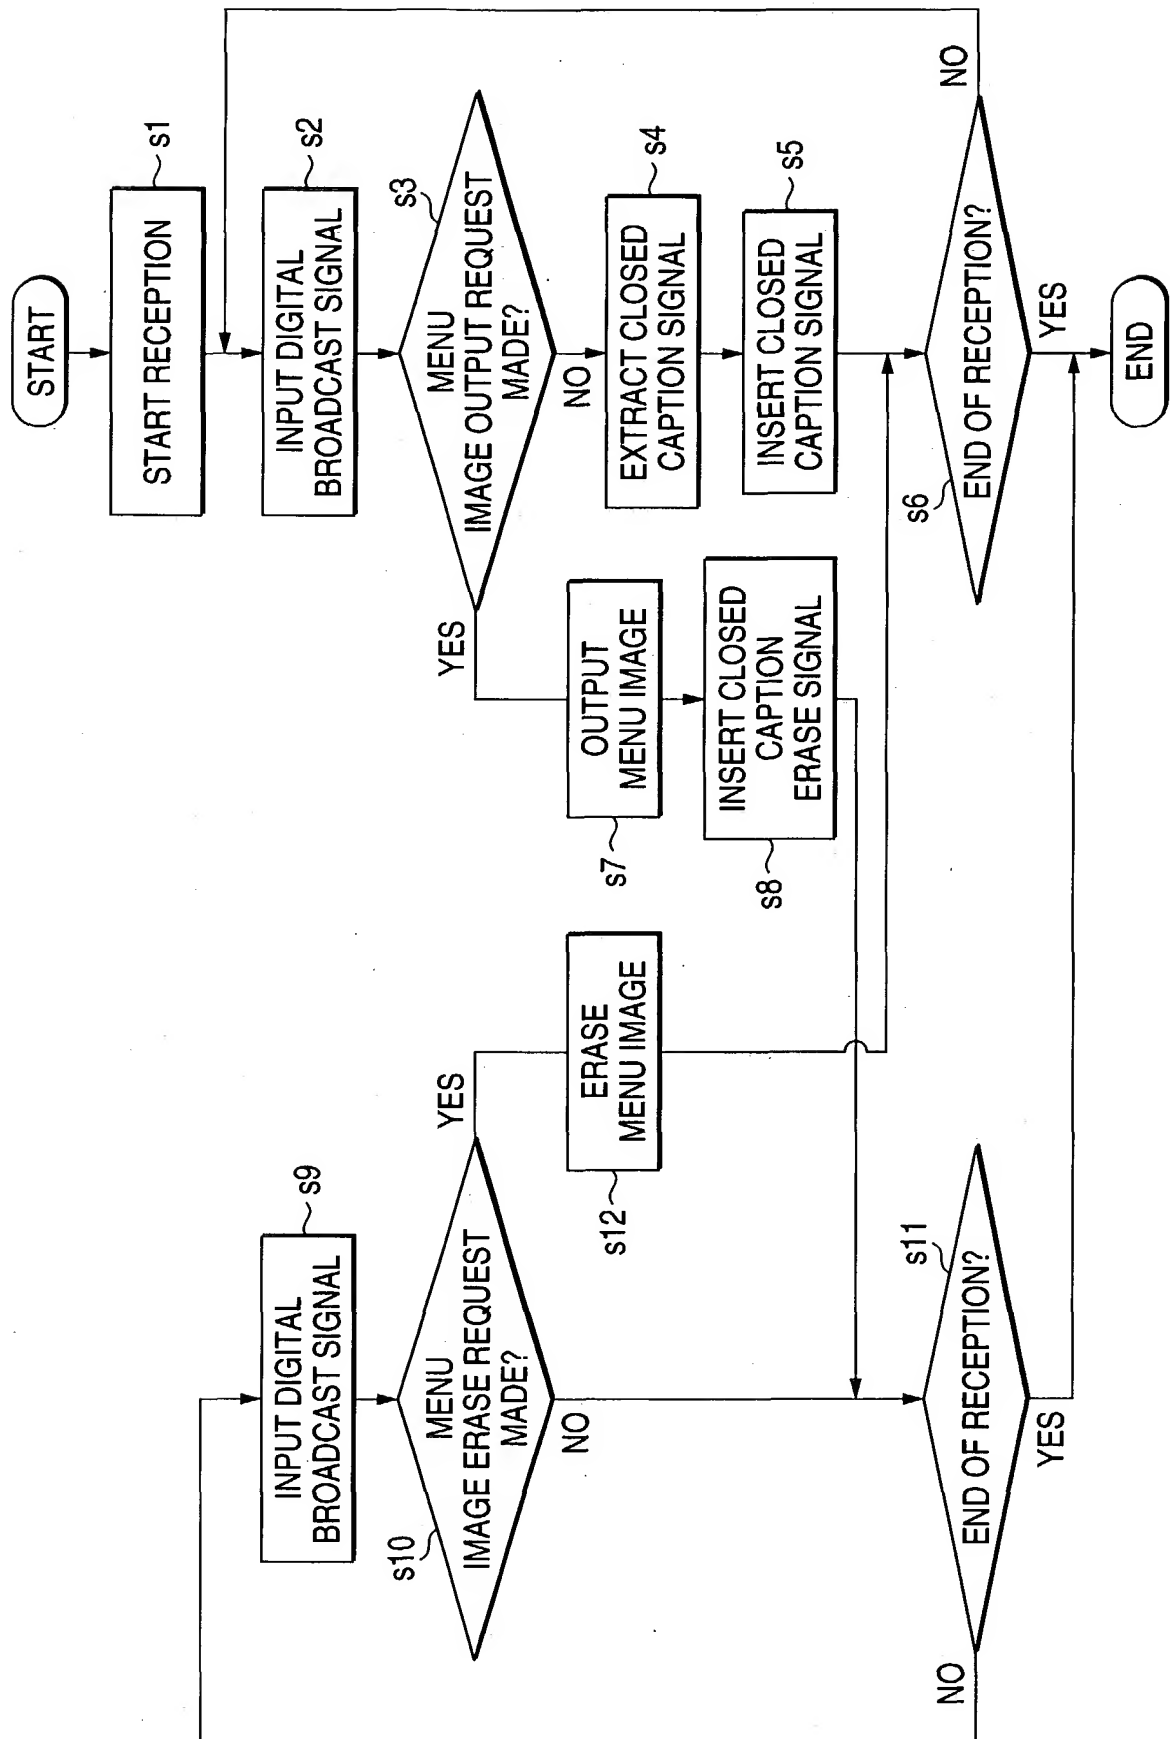 START
START RECEPTION
s1
INPUT DIGITAL
BROADCAST SIGNAL
s2
MENU
IMAGE OUTPUT REQUEST
MADE?
s3
YES
NO
EXTRACT CLOSED
CAPTION SIGNAL
s4
INSERT CLOSED
CAPTION SIGNAL
s5
END OF RECEPTION?
s6
NO
YES
END
OUTPUT
MENU IMAGE
s7
INSERT CLOSED
CAPTION
ERASE SIGNAL
s8
INPUT DIGITAL
BROADCAST SIGNAL
s9
MENU
IMAGE ERASE REQUEST
MADE?
s10
YES
NO
ERASE
MENU IMAGE
s12
END OF RECEPTION?
s11
NO
YES